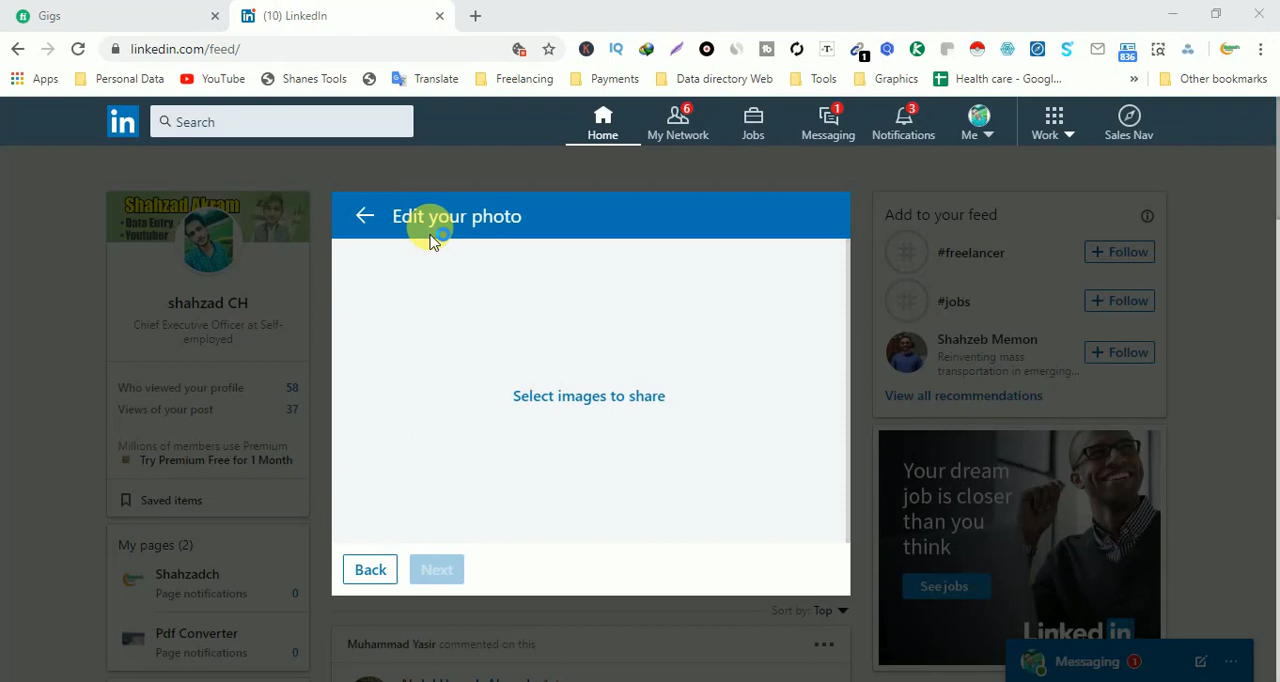 Gigs
(10) LinkedIn
linkedin.com/feed/
Apps
Personal Data
YouTube
Shanes Tools
Translate
Freelancing
Payments
Data directory Web
Tools
Graphics
Health care - Googl...
Other bookmarks
in
Search
Home
My Network 6
Jobs
Messaging 1
Notifications 3
Me
Work
Sales Nav
Shahzad Akram
• Data Entry
• Youtuber
shahzad CH
Chief Executive Officer at Self-
employed
Who viewed your profile 58
Views of your post 37
Millions of members use Premium
Try Premium Free for 1 Month
Saved items
My pages (2)
Shahzadch
Page notifications 0
Pdf Converter
Page notifications 0
Edit your photo
Select images to share
Back
Next
Sort by: Top
Muhammad Yasir commented on this
Add to your feed
#freelancer
+ Follow
#jobs
+ Follow
Shahzeb Memon
Reinventing mass
transportation in emerging...
+ Follow
View all recommendations
Your dream
job is closer
than you
think
See jobs
Linked in
Messaging 1